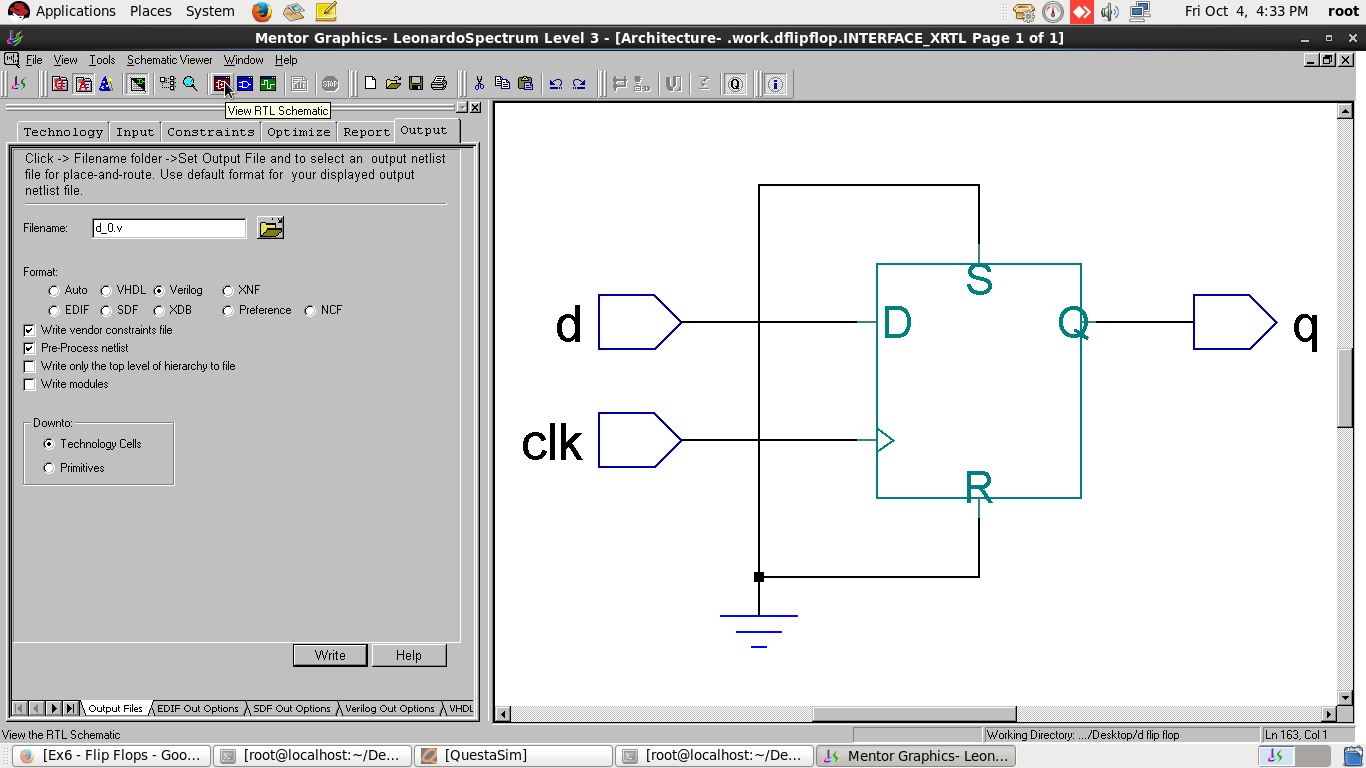 Applications Places System Fri Oct 4, 4:33 PM root
Mentor Graphics- LeonardoSpectrum Level 3 - [Architecture- .work.dflipflop.INTERFACE_XRTL Page 1 of 1]
File View Tools Schematic Viewer Window Help
STOP Q i
View RTL Schematic
Technology Input Constraints Optimize Report Output
Click -> Filename folder ->Set Output File and to select an output netlist
file for place-and-route. Use default format for your displayed output
netlist file.
Filename: d_0.v
Format:
Auto VHDL Verilog XNF
EDIF SDF XDB Preference NCF
Write vendor constraints file
Pre-Process netlist
Write only the top level of hierarchy to file
Write modules
Downto:
Technology Cells
Primitives
Write Help
Output Files EDIF Out Options SDF Out Options Verilog Out Options VHDL
S
d D Q q
clk
R
View the RTL Schematic Working Directory: .../Desktop/d flip flop Ln 163, Col 1
[Ex6 - Flip Flops - Goo... [root@localhost:~/De... [QuestaSim] [root@localhost:~/De... Mentor Graphics- Leon...